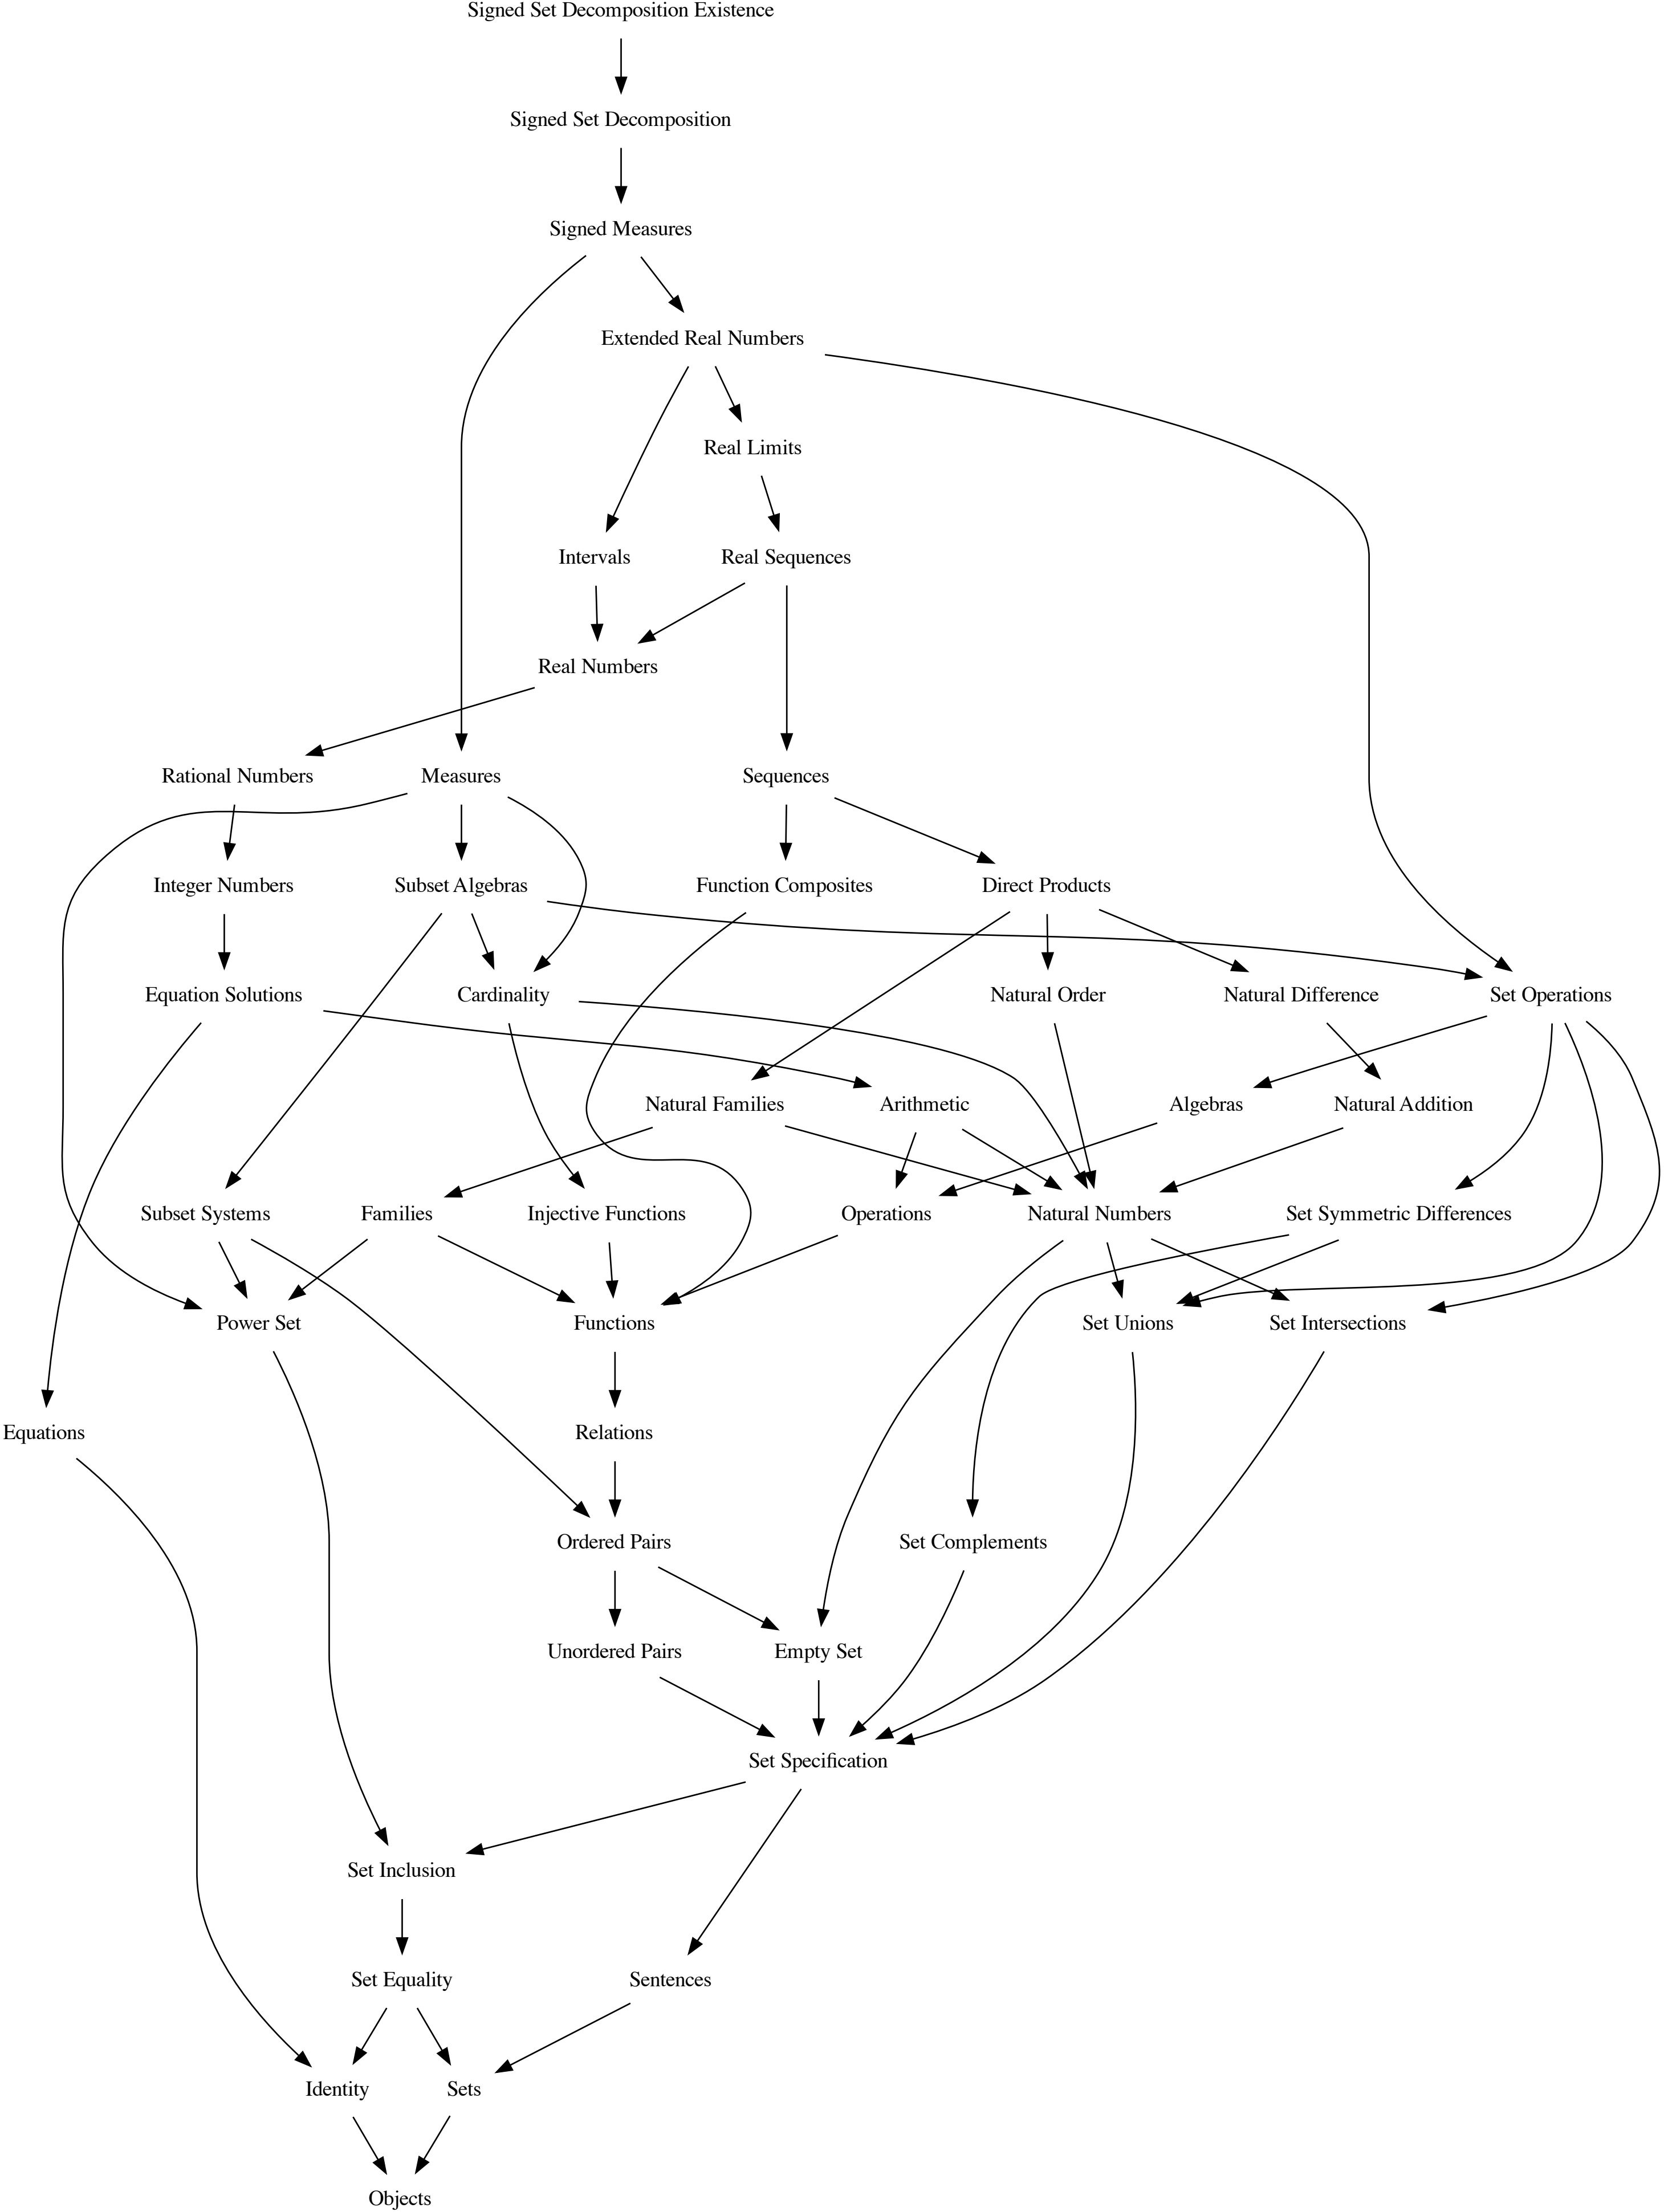 Signed Set Decomposition Existence
Signed Set Decomposition
Signed Measures
Extended Real Numbers
Real Limits
Intervals
Real Sequences
Real Numbers
Rational Numbers
Measures
Sequences
Integer Numbers
Subset Algebras
Function Composites
Direct Products
Equation Solutions
Cardinality
Natural Order
Natural Difference
Set Operations
Natural Families
Arithmetic
Algebras
Natural Addition
Subset Systems
Families
Injective Functions
Operations
Natural Numbers
Set Symmetric Differences
Power Set
Functions
Set Unions
Set Intersections
Equations
Relations
Ordered Pairs
Set Complements
Unordered Pairs
Empty Set
Set Specification
Set Inclusion
Set Equality
Sentences
Identity
Sets
Objects